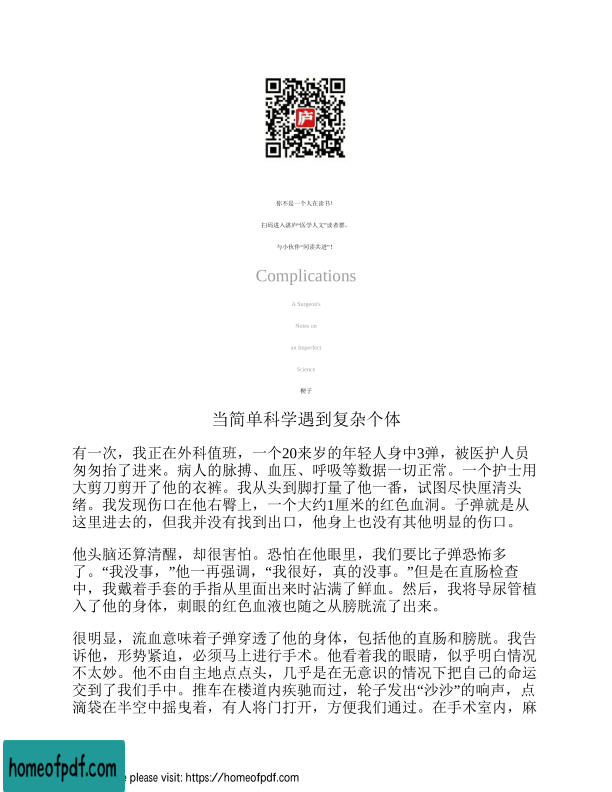 庐
你不是一个人在读书！
扫码进入湛庐“医学人文”读者群，
与小伙伴“同读共进”！
Complications
A Surgeon's
Notes on
an Imperfect
Science
楔子
当简单科学遇到复杂个体
有一次，我正在外科值班，一个20来岁的年轻人身中3弹，被医护人员
匆匆抬了进来。病人的脉搏、血压、呼吸等数据一切正常。一个护士用
大剪刀剪开了他的衣裤。我从头到脚打量了他一番，试图尽快厘清头
绪。我发现伤口在他右臀上，一个大约1厘米的红色血洞。子弹就是从
这里进去的，但我并没有找到出口，他身上也没有其他明显的伤口。
他头脑还算清醒，却很害怕。恐怕在他眼里，我们要比子弹恐怖多
了。“我没事，”他一再强调，“我很好，真的没事。”但是在直肠检查
中，我戴着手套的手指从里面出来时沾满了鲜血。然后，我将导尿管植
入了他的身体，刺眼的红色血液也随之从膀胱流了出来。
很明显，流血意味着子弹穿透了他的身体，包括他的直肠和膀胱。我告
诉他，形势紧迫，必须马上进行手术。他看着我的眼睛，似乎明白情况
不太妙。他不由自主地点点头，几乎是在无意识的情况下把自己的命运
交到了我们手中。推车在楼道内疾驰而过，轮子发出“沙沙”的响声，点
滴袋在半空中摇曳着，有人将门打开，方便我们通过。在手术室内，麻
homeofpdf.com
e please visit: https://homeofpdf.com